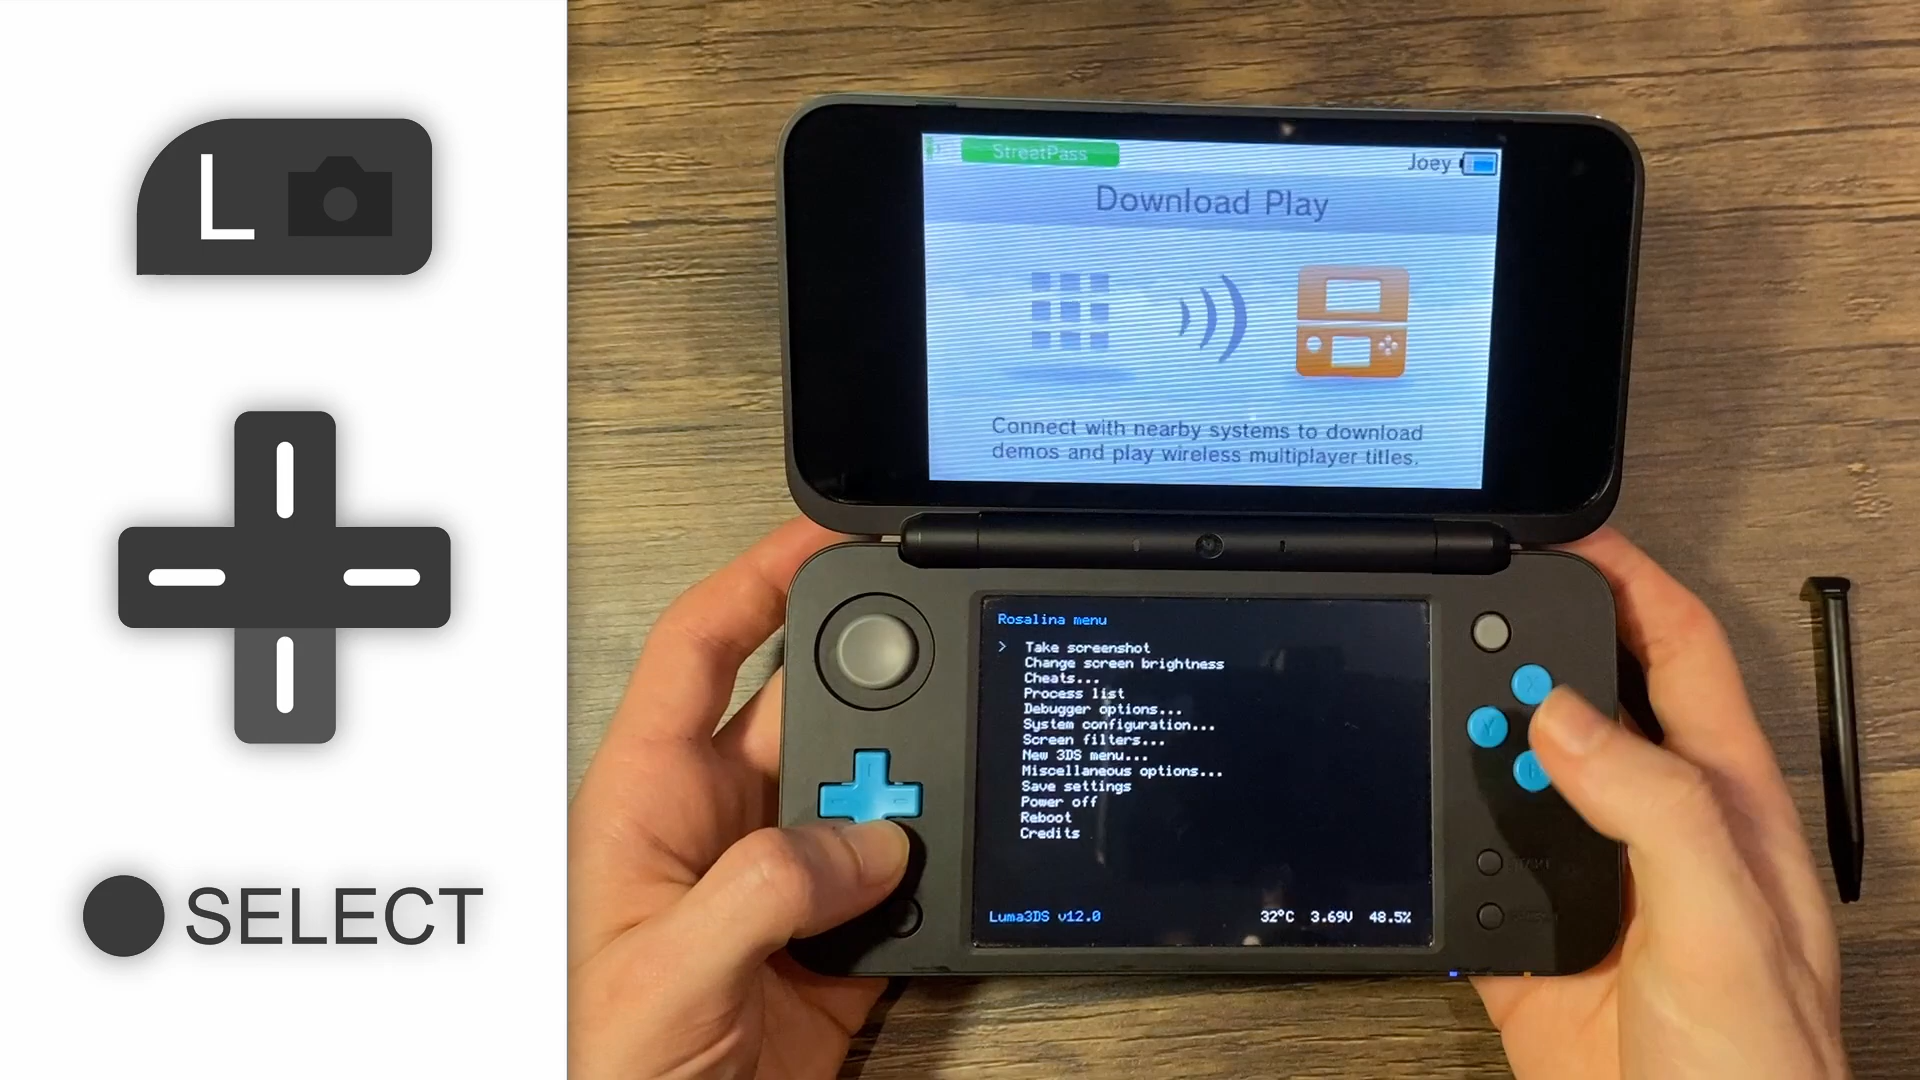 L
SELECT
StreetPass
Joey
Download Play
Connect with nearby systems to download
demos and play wireless multiplayer titles.
Rosalina menu
> Take screenshot
Change screen brightness
Cheats...
Process list
Debugger options...
System configuration...
Screen filters...
New 3DS menu...
Miscellaneous options...
Save settings
Power off
Reboot
Credits
Luma3DS v12.0
32°C 3.69V 48.5%
X
Y
B
START